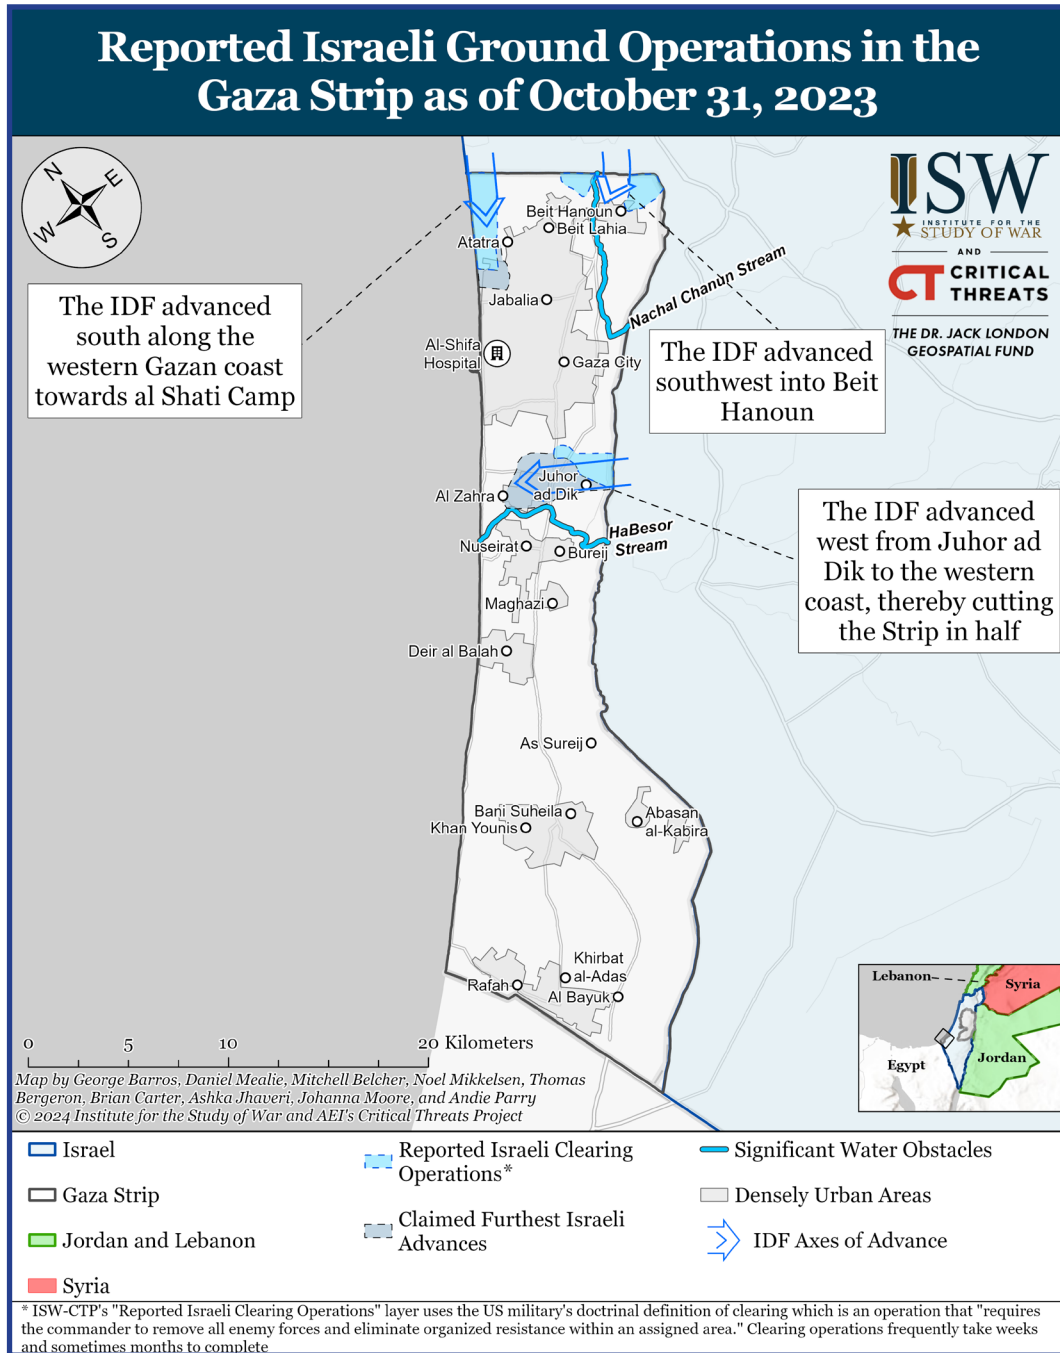 Reported Israeli Ground Operations in the
Gaza Strip as of October 31, 2023
N
E
W
S
ISW
INSTITUTE FOR THE
STUDY OF WAR
AND
CT CRITICAL
THREATS
THE DR. JACK LONDON
GEOSPATIAL FUND
The IDF advanced
south along the
western Gazan coast
towards al Shati Camp
The IDF advanced
southwest into Beit
Hanoun
The IDF advanced
west from Juhor ad
Dik to the western
coast, thereby cutting
the Strip in half
Beit Hanoun
Beit Lahia
Atatra
Nachal Chanun Stream
Jabalia
Al-Shifa
Hospital
Gaza City
Juhor
ad Dik
Al Zahra
HaBesor
Stream
Nuseirat
Bureij
Maghazi
Deir al Balah
As Sureij
Bani Suheila
Khan Younis
Abasan
al-Kabira
Khirbat
al-Adas
Rafah
Al Bayuk
Lebanon
Syria
Egypt
Jordan
0 5 10 20 Kilometers
Map by George Barros, Daniel Mealie, Mitchell Belcher, Noel Mikkelsen, Thomas
Bergeron, Brian Carter, Ashka Jhaveri, Johanna Moore, and Andie Parry
© 2024 Institute for the Study of War and AEI's Critical Threats Project
Israel
Gaza Strip
Jordan and Lebanon
Syria
Reported Israeli Clearing
Operations*
Claimed Furthest Israeli
Advances
Significant Water Obstacles
Densely Urban Areas
IDF Axes of Advance
* ISW-CTP's "Reported Israeli Clearing Operations" layer uses the US military's doctrinal definition of clearing which is an operation that "requires
the commander to remove all enemy forces and eliminate organized resistance within an assigned area." Clearing operations frequently take weeks
and sometimes months to complete